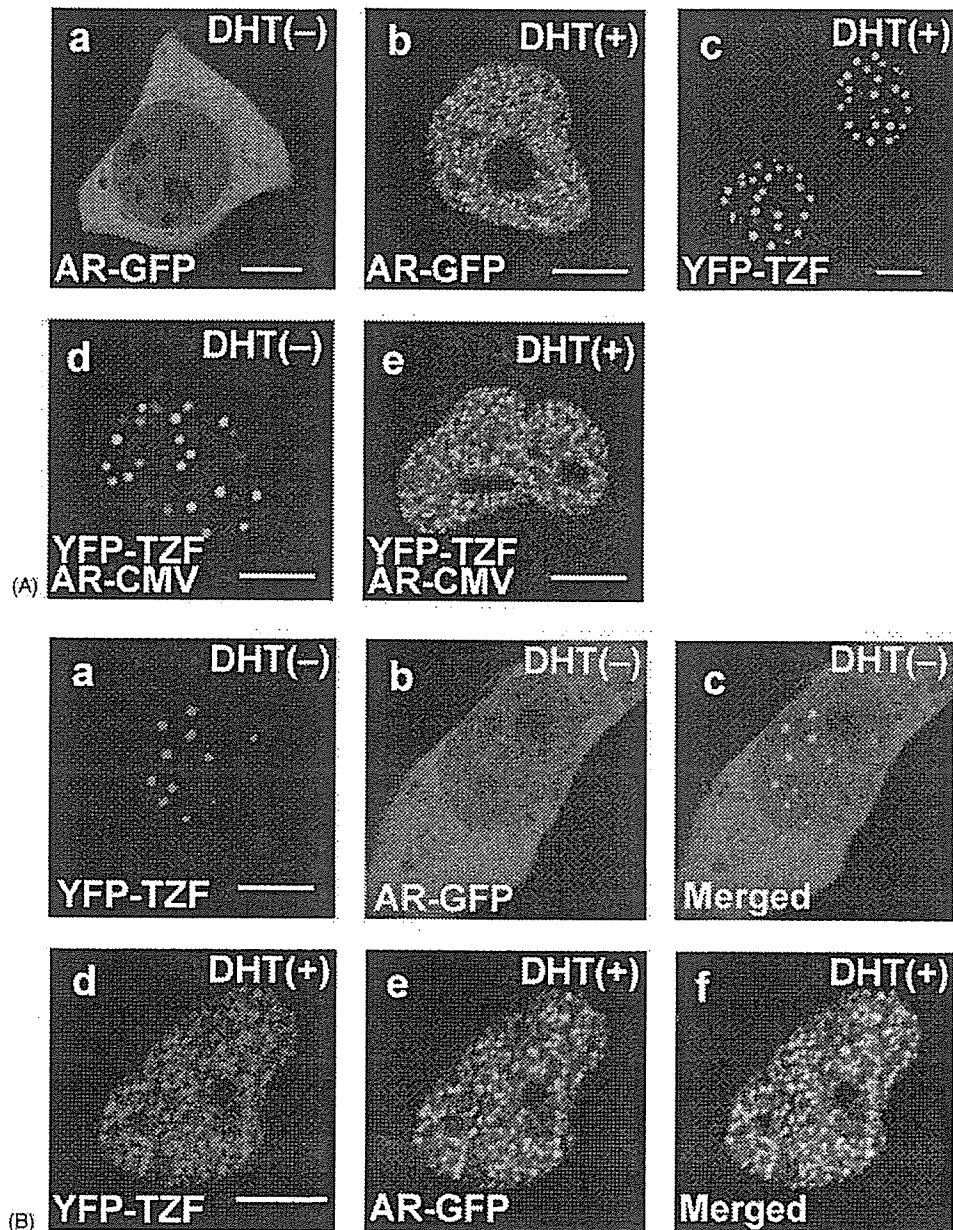 a DHT(–)
AR-GFP
b DHT(+)
AR-GFP
c DHT(+)
YFP-TZF
d DHT(–)
YFP-TZF
AR-CMV
e DHT(+)
YFP-TZF
AR-CMV
(A)
a DHT(–)
YFP-TZF
b DHT(–)
AR-GFP
c DHT(–)
Merged
d DHT(+)
YFP-TZF
e DHT(+)
AR-GFP
f DHT(+)
Merged
(B)